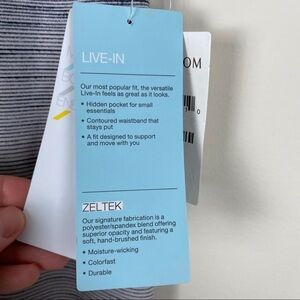 LIVE-IN
Our most popular fit, the versatile
Live-In feels as great as it looks.
• Hidden pocket for small
essentials
• Contoured waistband that
stays put
• A fit designed to support
and move with you
ZELTEK
Our signature fabrication is a
polyester/spandex blend offering
superior opacity and featuring a
soft, hand-brushed finish.
• Moisture-wicking
• Colorfast
• Durable
OM
0